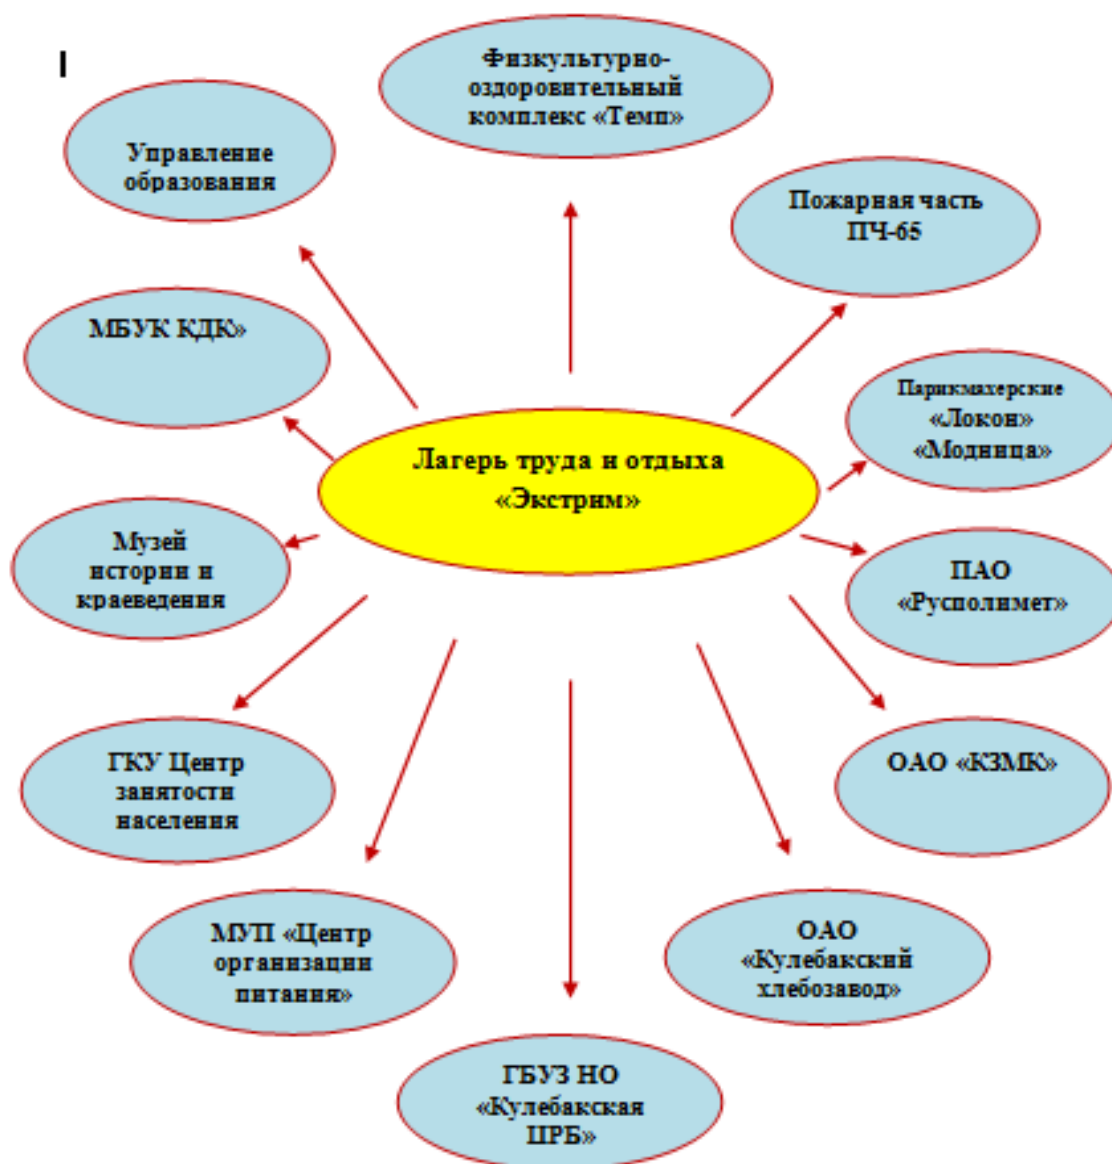 I
Физкультурно-
оздоровительный
комплекс «Темп»
Управление
образования
Пожарная часть
ПЧ-65
МБУК КДК»
Парикмахерские
«Локон»
«Модница»
Лагерь труда и отдыха
«Экстрим»
Музей
истории и
краеведения
ПАО
«Русполимет»
ГКУ Центр
занятости
населения
ОАО «КЗМК»
МУП «Центр
организации
питания»
ОАО
«Кулебакский
хлебозавод»
ГБУЗ НО
«Кулебакская
ЦРБ»